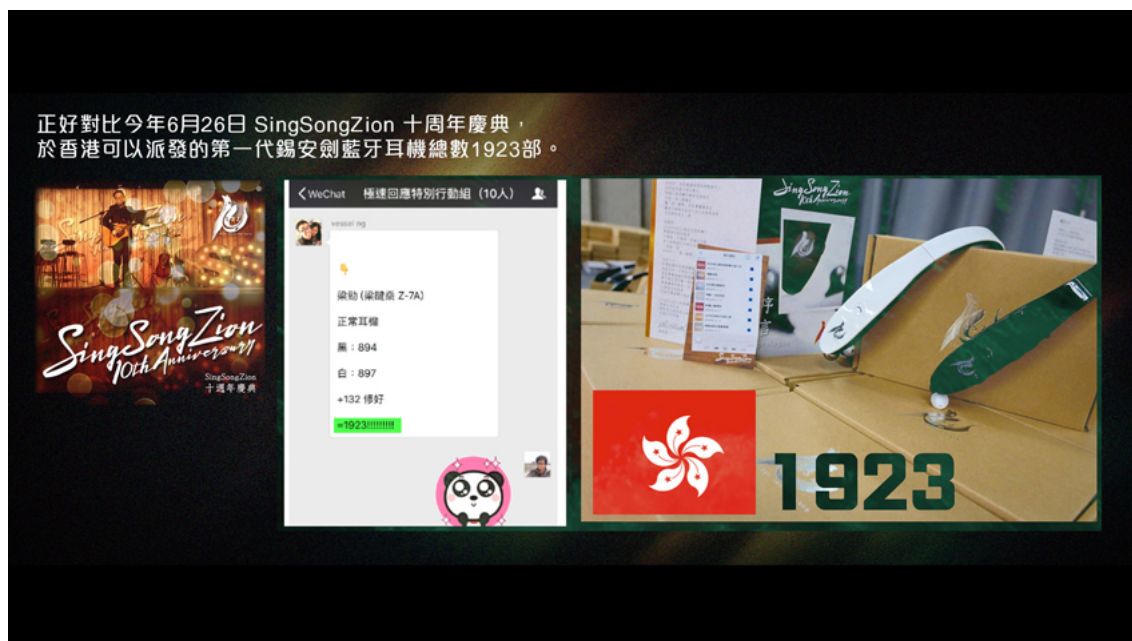 正好對比今年6月26日 SingSongZion 十周年慶典，
於香港可以派發的第一代錫安劍藍牙耳機總數1923部。
SingSongZion
10th Anniversary
SingSongZion
十週年慶典
WeChat 極速回應特別行動組（10人）
vessei ng
梁勁 (梁鍵燊 Z-7A)
正常耳機
黑：894
白：897
+132 修好
=1923!!!!!!!!!
SingSongZion
10th Anniversary
1923